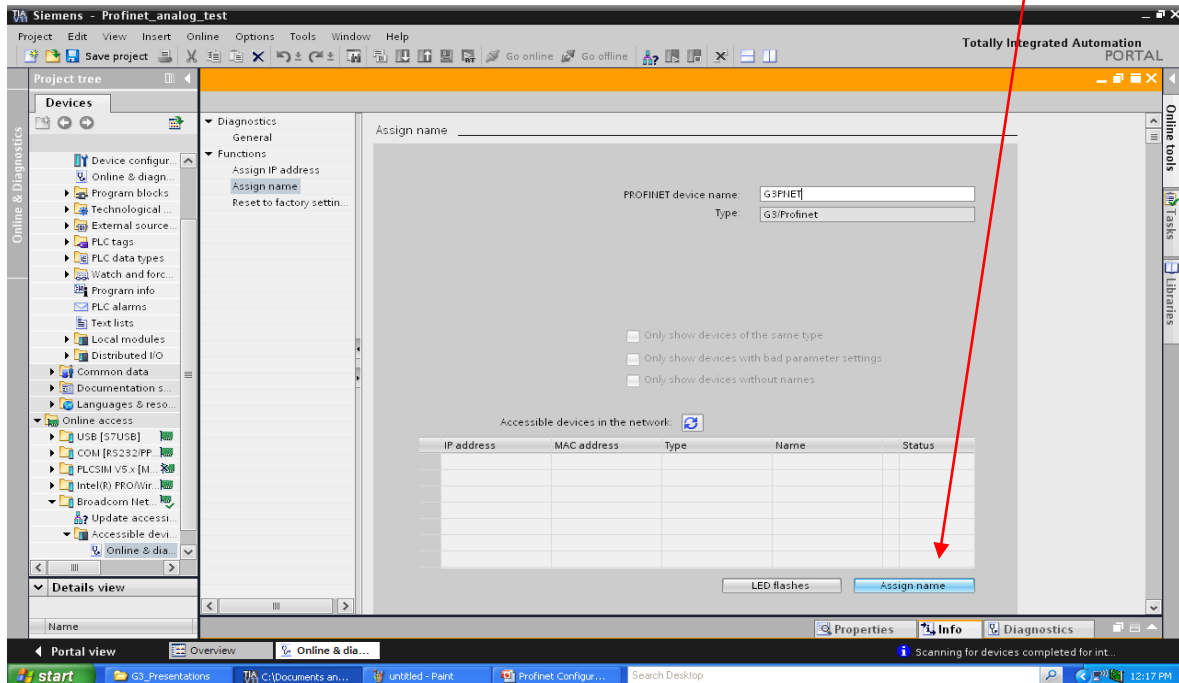 Siemens - Profinet_analog_test
Project Edit View Insert Online Options Tools Window Help
Save project
Go online
Go offline
Totally Integrated Automation
PORTAL
Project tree
Devices
Device configur...
Online & diagn...
Program blocks
Technological ...
External source...
PLC tags
PLC data types
Watch and forc...
Program info
PLC alarms
Text lists
Local modules
Distributed I/O
Common data
Documentation s...
Languages & reso...
Online access
USB [S7USB]
COM [RS232/PP...
PLCSIM V5.x [M...
Intel(R) PRO/Wir...
Broadcom Net...
Update accessi...
Accessible devi...
Online & dia...
Details view
Name
Online & Diagnostics
Diagnostics
General
Functions
Assign IP address
Assign name
Reset to factory settin...
Assign name
PROFINET device name: G3PNET
Type: G3/Profinet
Only show devices of the same type
Only show devices with bad parameter settings
Only show devices without names
Accessible devices in the network:
IP address MAC address Type Name Status
LED flashes
Assign name
Online tools
Tasks
Libraries
Properties
Info
Diagnostics
Portal view
Overview
Online & dia...
Scanning for devices completed for int...
start
G3_Presentations
C:\Documents an...
untitled - Paint
Profinet Configur...
Search Desktop
12:17 PM